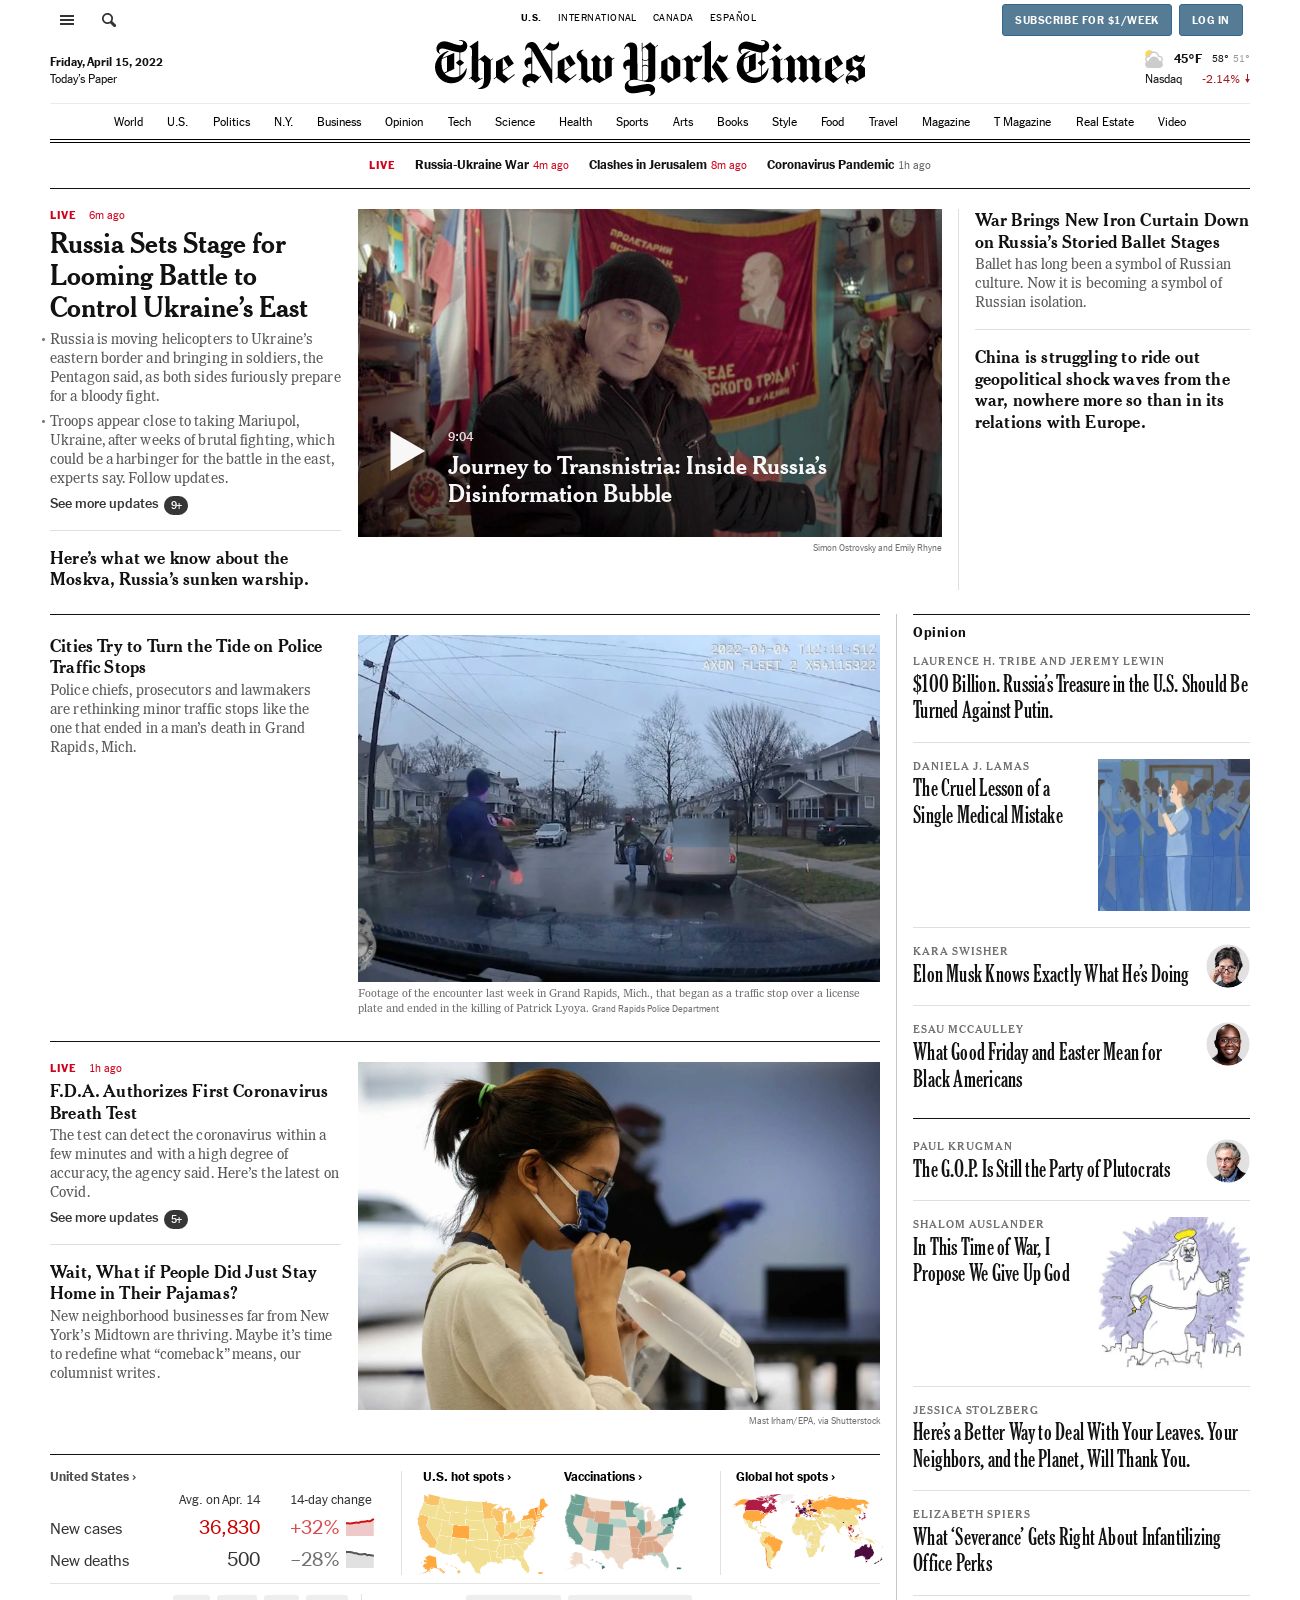 U.S. INTERNATIONAL CANADA ESPAÑOL
SUBSCRIBE FOR $1/WEEK LOG IN
Friday, April 15, 2022
Today's Paper
The New York Times
45°F 58° 51°
Nasdaq -2.14%
World U.S. Politics N.Y. Business Opinion Tech Science Health Sports Arts Books Style Food Travel Magazine T Magazine Real Estate Video
LIVE Russia-Ukraine War 4m ago Clashes in Jerusalem 8m ago Coronavirus Pandemic 1h ago
LIVE 6m ago
Russia Sets Stage for
Looming Battle to
Control Ukraine's East
Russia is moving helicopters to Ukraine's
eastern border and bringing in soldiers, the
Pentagon said, as both sides furiously prepare
for a bloody fight.
Troops appear close to taking Mariupol,
Ukraine, after weeks of brutal fighting, which
could be a harbinger for the battle in the east,
experts say. Follow updates.
See more updates 9+
Here's what we know about the
Moskva, Russia's sunken warship.
ПРОЛЕТАРИИ
9:04
Journey to Transnistria: Inside Russia's
Disinformation Bubble
Simon Ostrovsky and Emily Rhyne
War Brings New Iron Curtain Down
on Russia's Storied Ballet Stages
Ballet has long been a symbol of Russian
culture. Now it is becoming a symbol of
Russian isolation.
China is struggling to ride out
geopolitical shock waves from the
war, nowhere more so than in its
relations with Europe.
Cities Try to Turn the Tide on Police
Traffic Stops
Police chiefs, prosecutors and lawmakers
are rethinking minor traffic stops like the
one that ended in a man's death in Grand
Rapids, Mich.
2022-04-04 T12:11:51Z
AXON FLEET 2 X54115322
Footage of the encounter last week in Grand Rapids, Mich., that began as a traffic stop over a license
plate and ended in the killing of Patrick Lyoya. Grand Rapids Police Department
LIVE 1h ago
F.D.A. Authorizes First Coronavirus
Breath Test
The test can detect the coronavirus within a
few minutes and with a high degree of
accuracy, the agency said. Here's the latest on
Covid.
See more updates 5+
Wait, What if People Did Just Stay
Home in Their Pajamas?
New neighborhood businesses far from New
York's Midtown are thriving. Maybe it's time
to redefine what “comeback” means, our
columnist writes.
Mast Irham/EPA, via Shutterstock
United States ›
Avg. on Apr. 14 14-day change
New cases 36,830 +32%
New deaths 500 –28%
U.S. hot spots › Vaccinations › Global hot spots ›
Opinion
LAURENCE H. TRIBE AND JEREMY LEWIN
$100 Billion. Russia's Treasure in the U.S. Should Be
Turned Against Putin.
DANIELA J. LAMAS
The Cruel Lesson of a
Single Medical Mistake
KARA SWISHER
Elon Musk Knows Exactly What He's Doing
ESAU MCCAULLEY
What Good Friday and Easter Mean for
Black Americans
PAUL KRUGMAN
The G.O.P. Is Still the Party of Plutocrats
SHALOM AUSLANDER
In This Time of War, I
Propose We Give Up God
JESSICA STOLZBERG
Here's a Better Way to Deal With Your Leaves. Your
Neighbors, and the Planet, Will Thank You.
ELIZABETH SPIERS
What ‘Severance’ Gets Right About Infantilizing
Office Perks